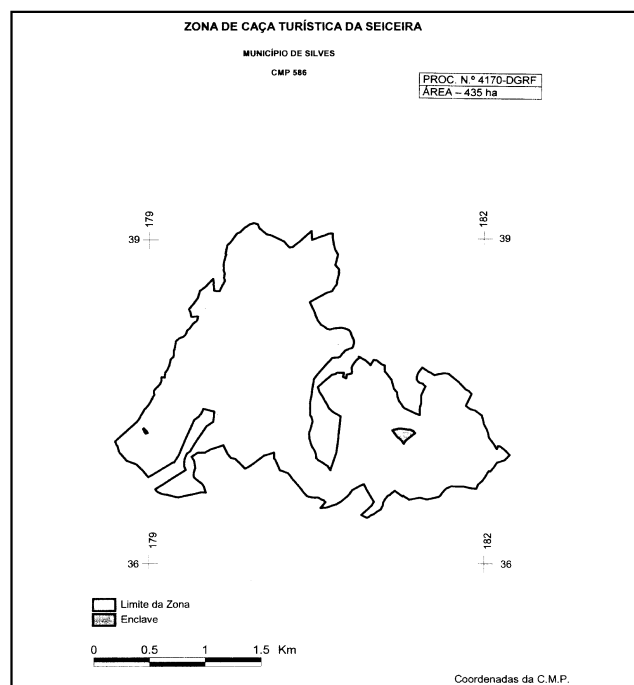 ZONA DE CAÇA TURÍSTICA DA SEICEIRA
MUNICÍPIO DE SILVES
CMP 586
PROC. N.º 4170-DGRF
ÁREA – 435 ha
179
182
39
39
179
182
36
36
Limite da Zona
Enclave
0 0.5 1 1.5 Km
Coordenadas da C.M.P.